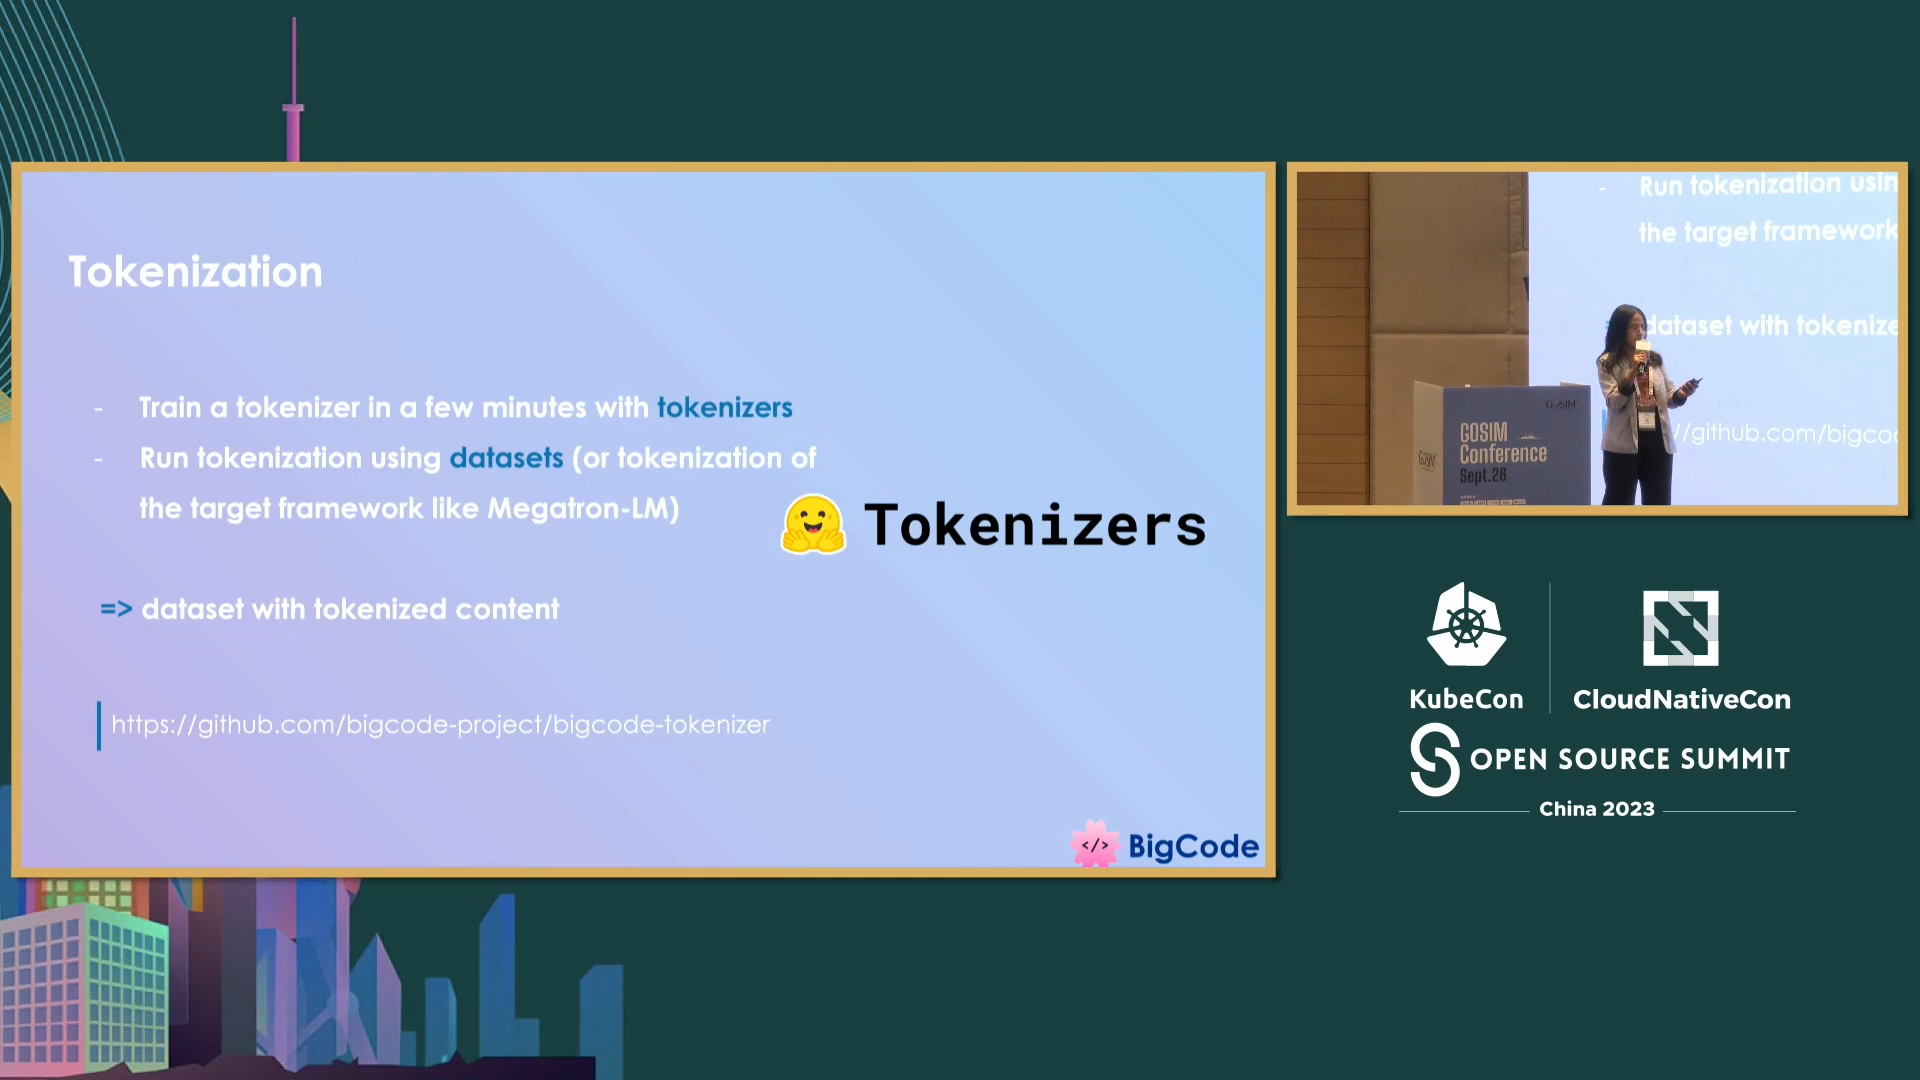 Tokenization
- Train a tokenizer in a few minutes with tokenizers
- Run tokenization using datasets (or tokenization of
the target framework like Megatron-LM)
Tokenizers
=> dataset with tokenized content
https://github.com/bigcode-project/bigcode-tokenizer
</> BigCode
- Run tokenization usin
the target framework
dataset with tokenize
//github.com/bigcod
GOSIM
GOSIM
Conference
Sept.26
GOSIM
KubeCon
CloudNativeCon
OPEN SOURCE SUMMIT
China 2023